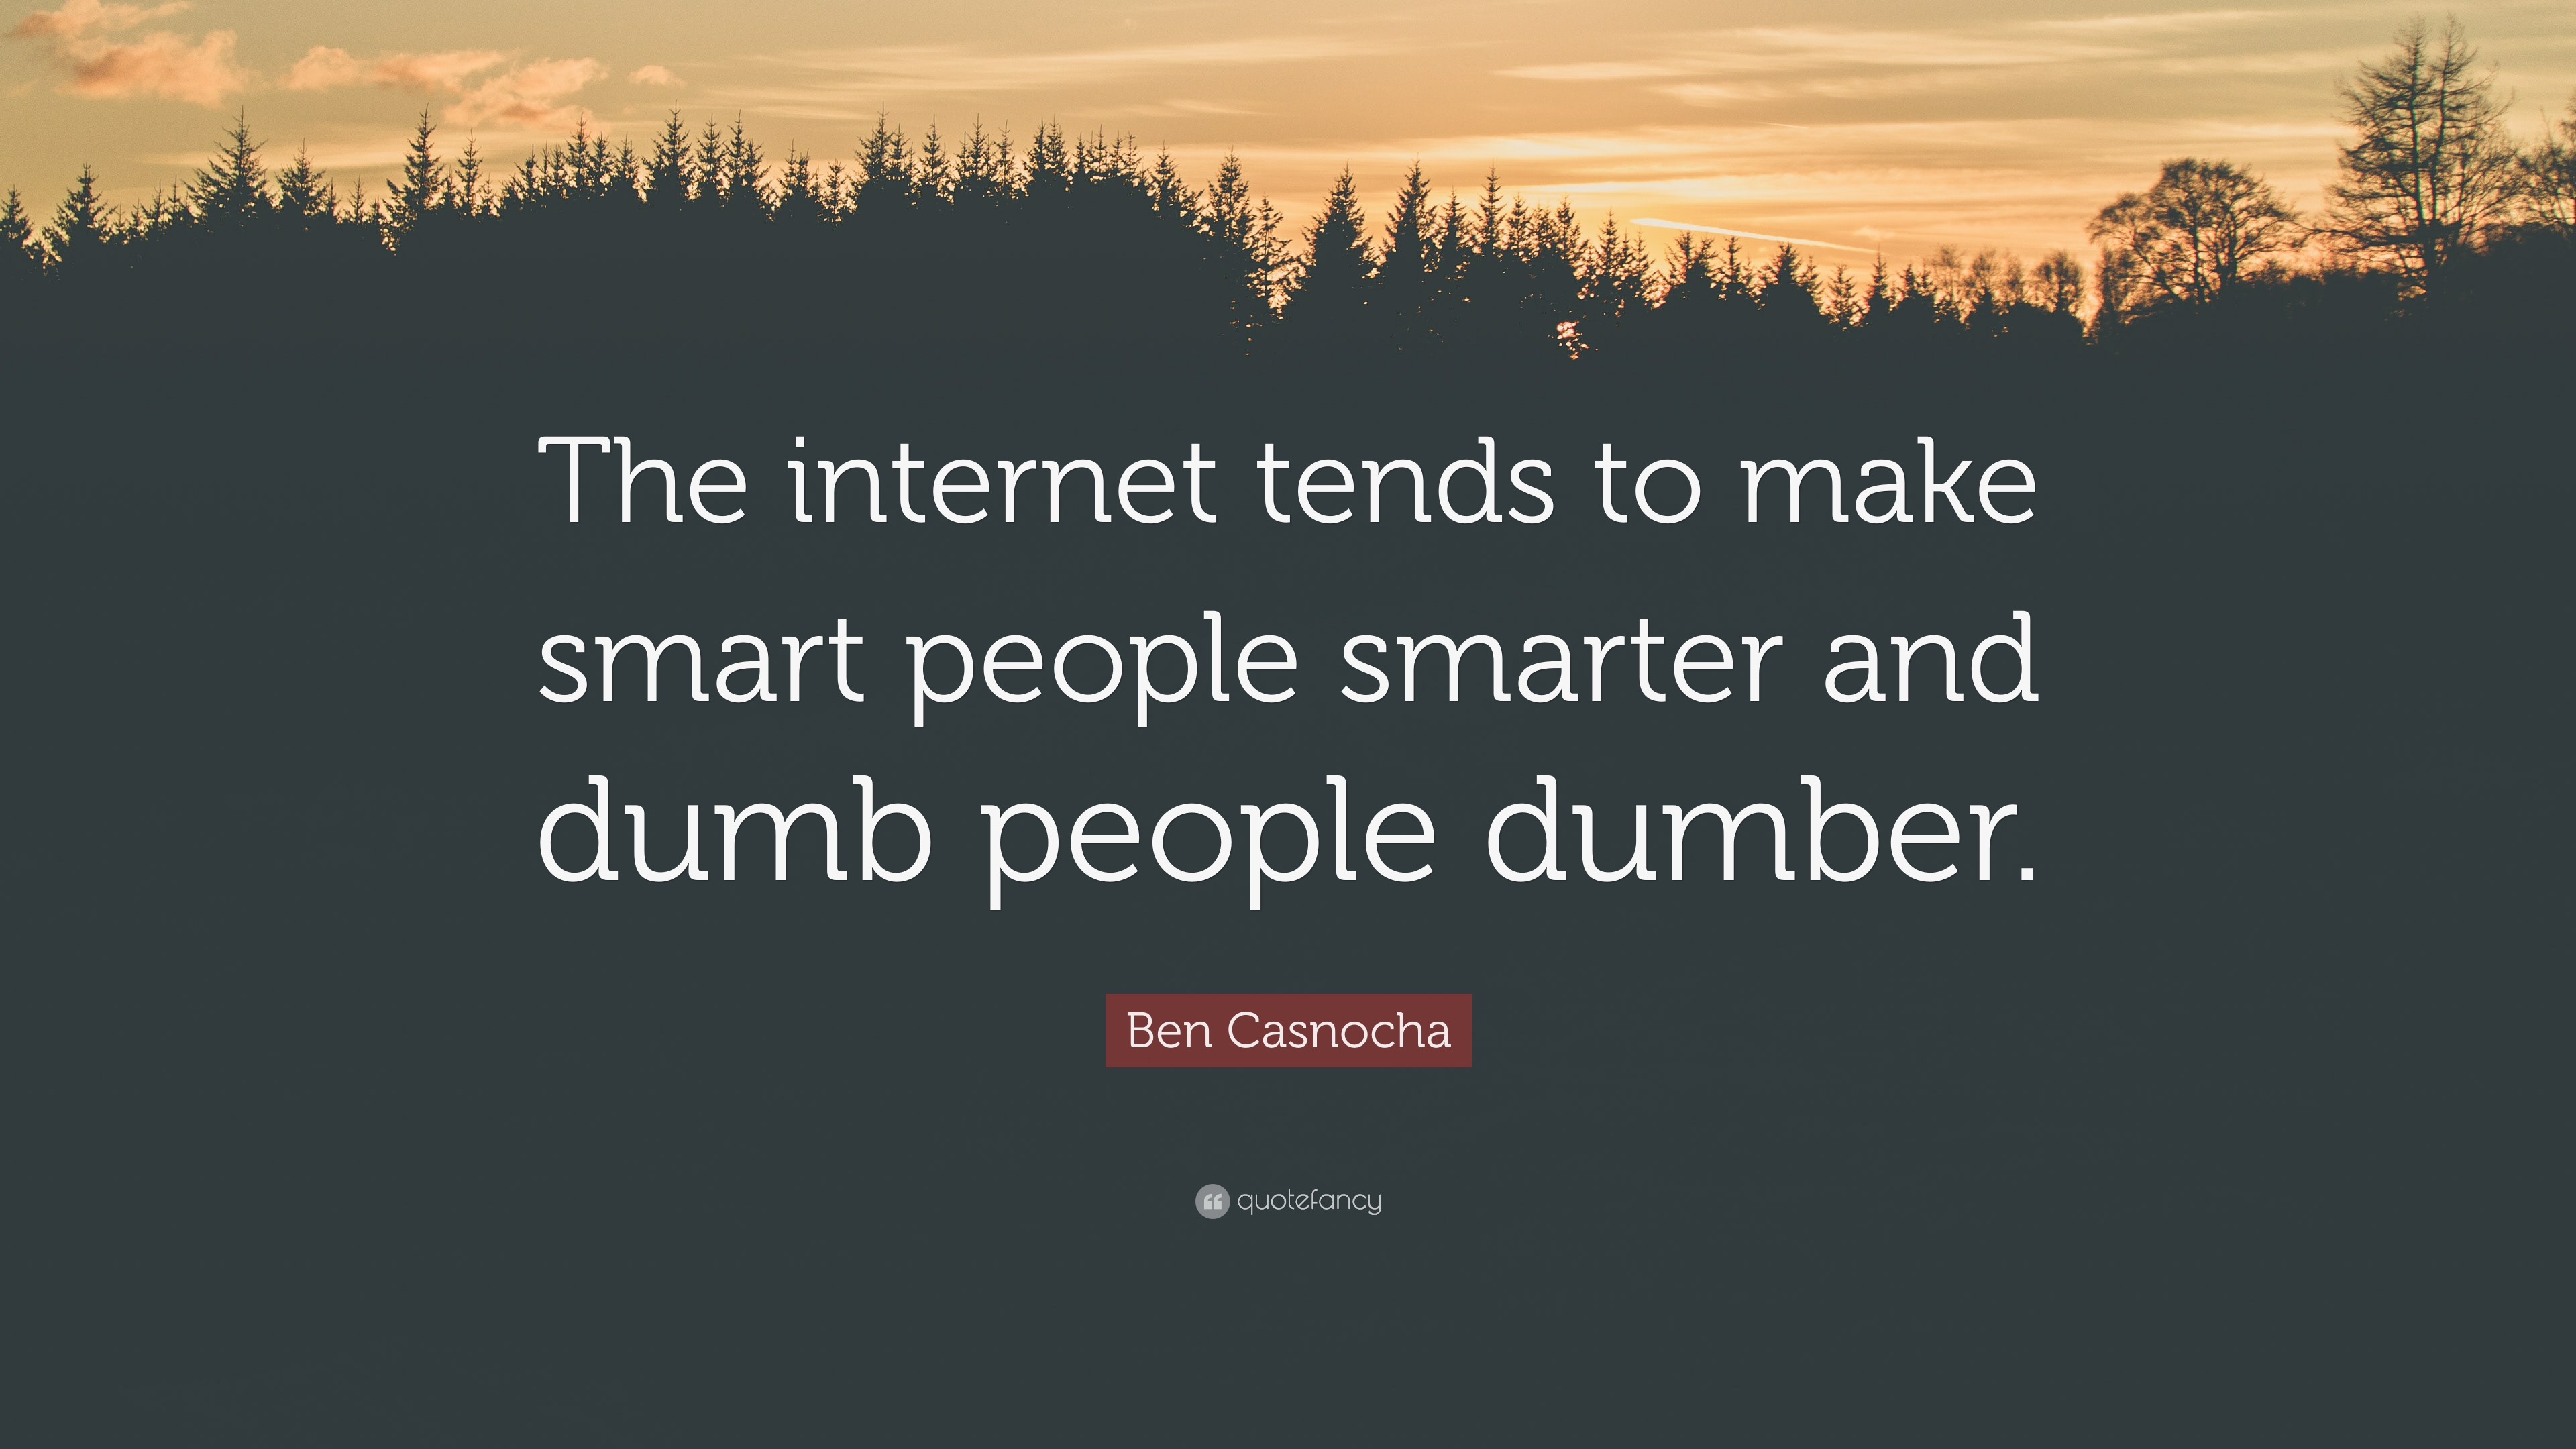 The internet tends to make
smart people smarter and
dumb people dumber.
Ben Casnocha
quotefancy